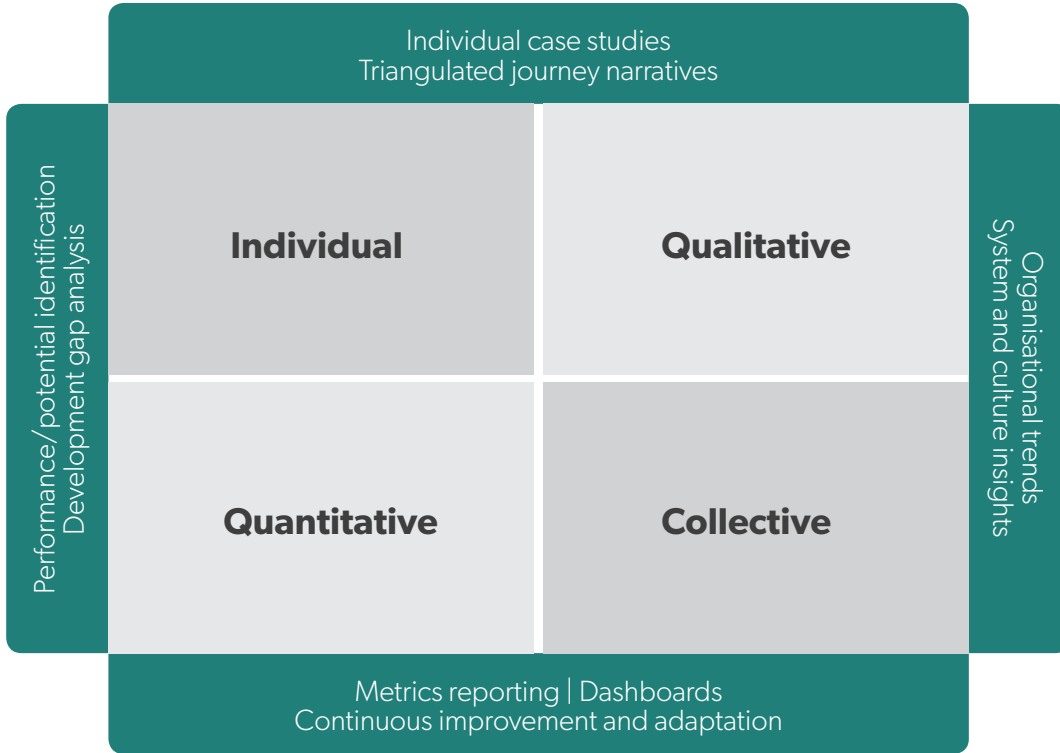 Individual case studies
Triangulated journey narratives
Performance/potential identification
Development gap analysis
Individual
Qualitative
Organisational trends
System and culture insights
Quantitative
Collective
Metrics reporting | Dashboards
Continuous improvement and adaptation